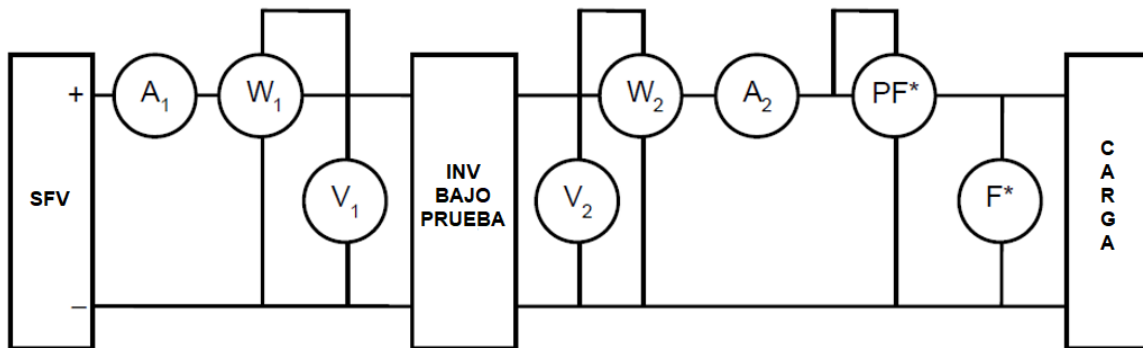 SFV
+
–
A1
W1
V1
INV
BAJO
PRUEBA
V2
W2
A2
PF*
F*
C
A
R
G
A